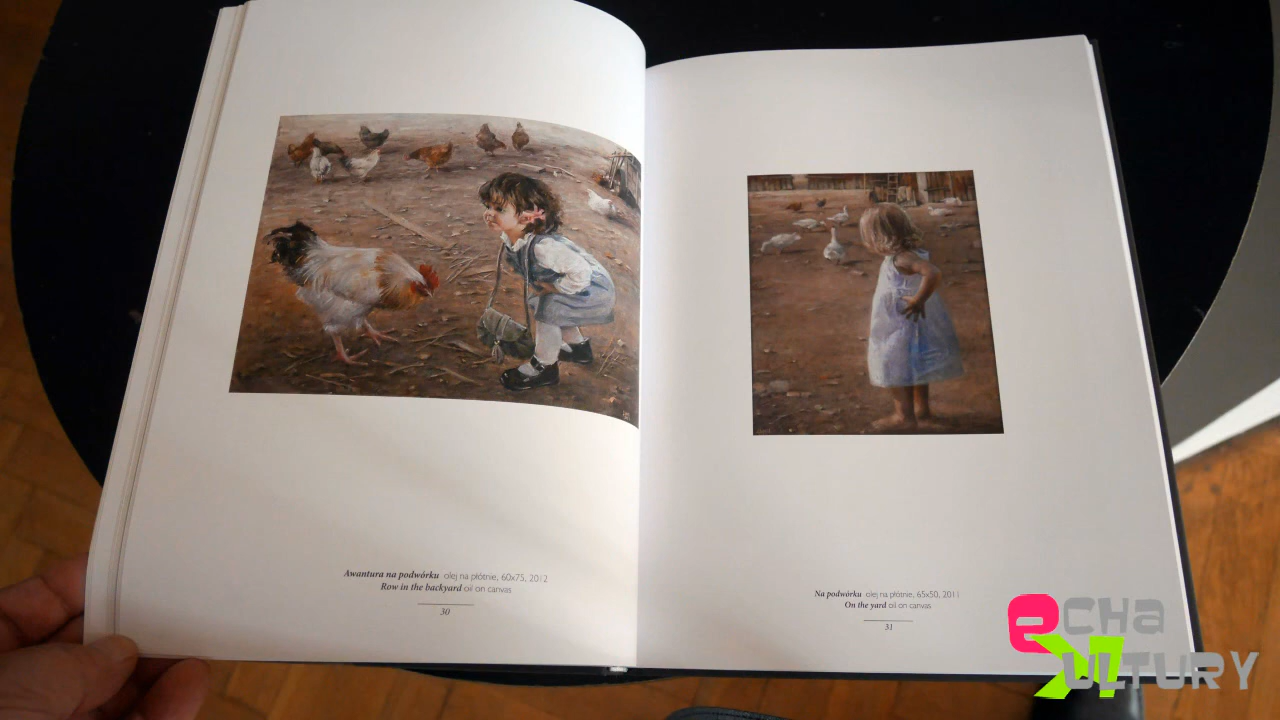 Awantura na podwórku olej na płótnie, 60x75, 2012
Row in the backyard oil on canvas
30
Na podwórku olej na płótnie, 65x50, 2011
On the yard oil on canvas
31
eCHa
KULTURY